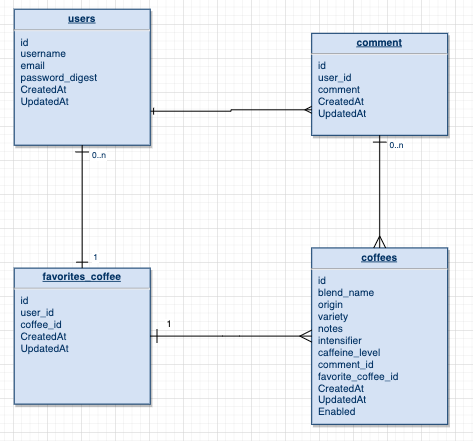 users
id
username
email
password_digest
CreatedAt
UpdatedAt
comment
id
user_id
comment
CreatedAt
UpdatedAt
0..n
0..n
1
favorites_coffee
id
user_id
coffee_id
CreatedAt
UpdatedAt
1
coffees
id
blend_name
origin
variety
notes
intensifier
caffeine_level
comment_id
favorite_coffee_id
CreatedAt
UpdatedAt
Enabled